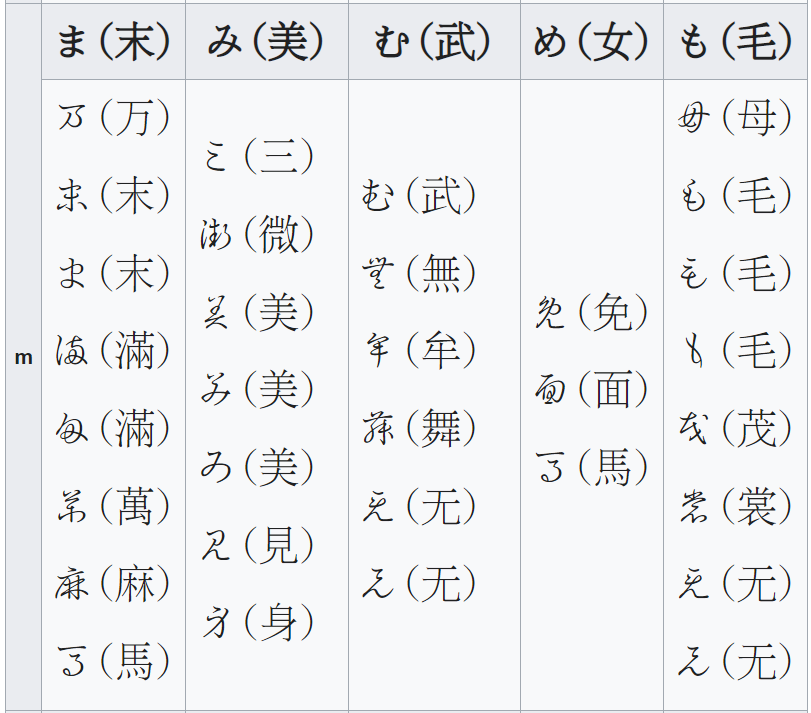 m
ま (末)
𛃂 (万)
𛃃 (末)
𛃄 (末)
𛃅 (滿)
𛃆 (滿)
𛃇 (萬)
𛃈 (麻)
𛃖 (馬)
み (美)
𛃉 (三)
𛃊 (微)
𛃋 (美)
𛃌 (美)
𛃍 (美)
𛃎 (見)
𛃏 (身)
む (武)
𛃐 (武)
𛃑 (無)
𛃒 (牟)
𛃓 (舞)
𛄝 (无)
𛄞 (无)
め (女)
𛃔 (免)
𛃕 (面)
𛃖 (馬)
も (毛)
𛃗 (母)
𛃘 (毛)
𛃙 (毛)
𛃚 (毛)
𛃛 (茂)
𛃜 (裳)
𛄝 (无)
𛄞 (无)